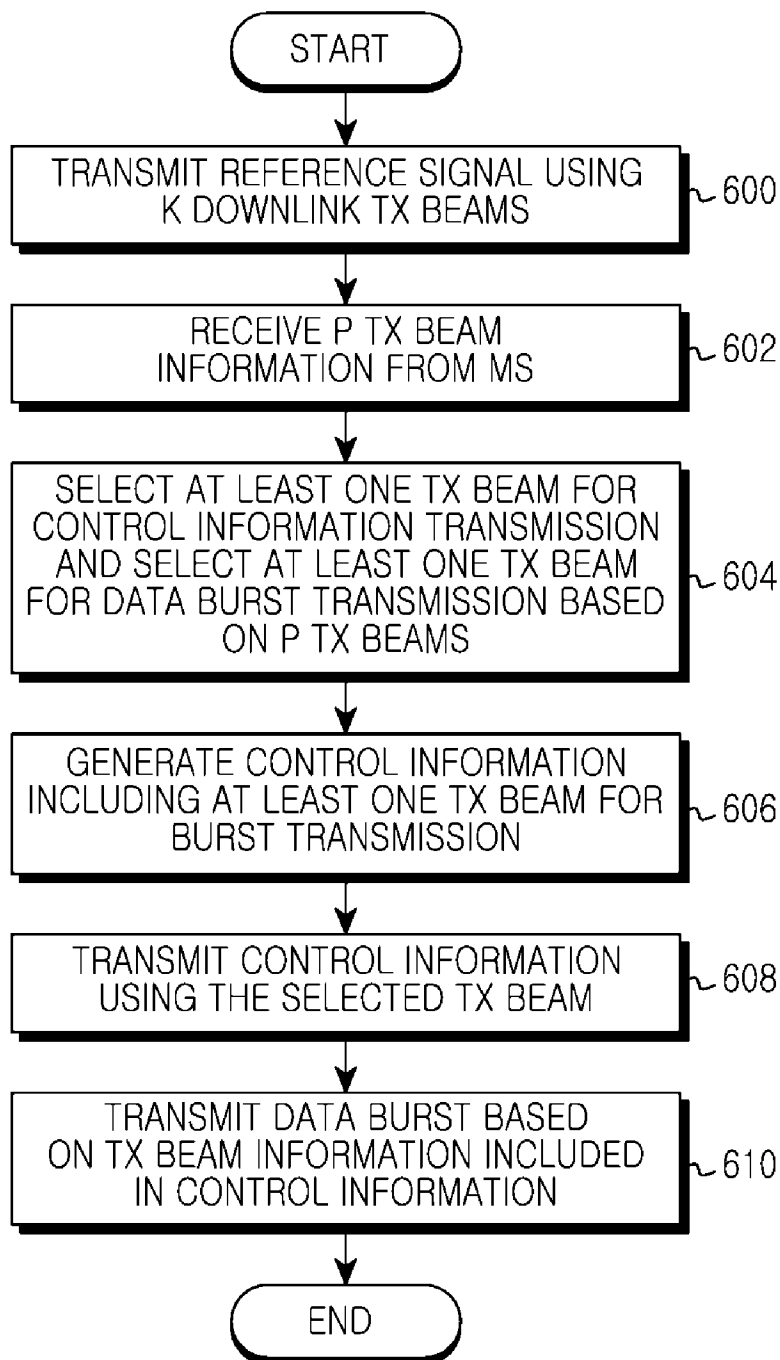 START
TRANSMIT REFERENCE SIGNAL USING
K DOWNLINK TX BEAMS
600
RECEIVE P TX BEAM
INFORMATION FROM MS
602
SELECT AT LEAST ONE TX BEAM FOR
CONTROL INFORMATION TRANSMISSION
AND SELECT AT LEAST ONE TX BEAM
FOR DATA BURST TRANSMISSION BASED
ON P TX BEAMS
604
GENERATE CONTROL INFORMATION
INCLUDING AT LEAST ONE TX BEAM FOR
BURST TRANSMISSION
606
TRANSMIT CONTROL INFORMATION
USING THE SELECTED TX BEAM
608
TRANSMIT DATA BURST BASED
ON TX BEAM INFORMATION INCLUDED
IN CONTROL INFORMATION
610
END